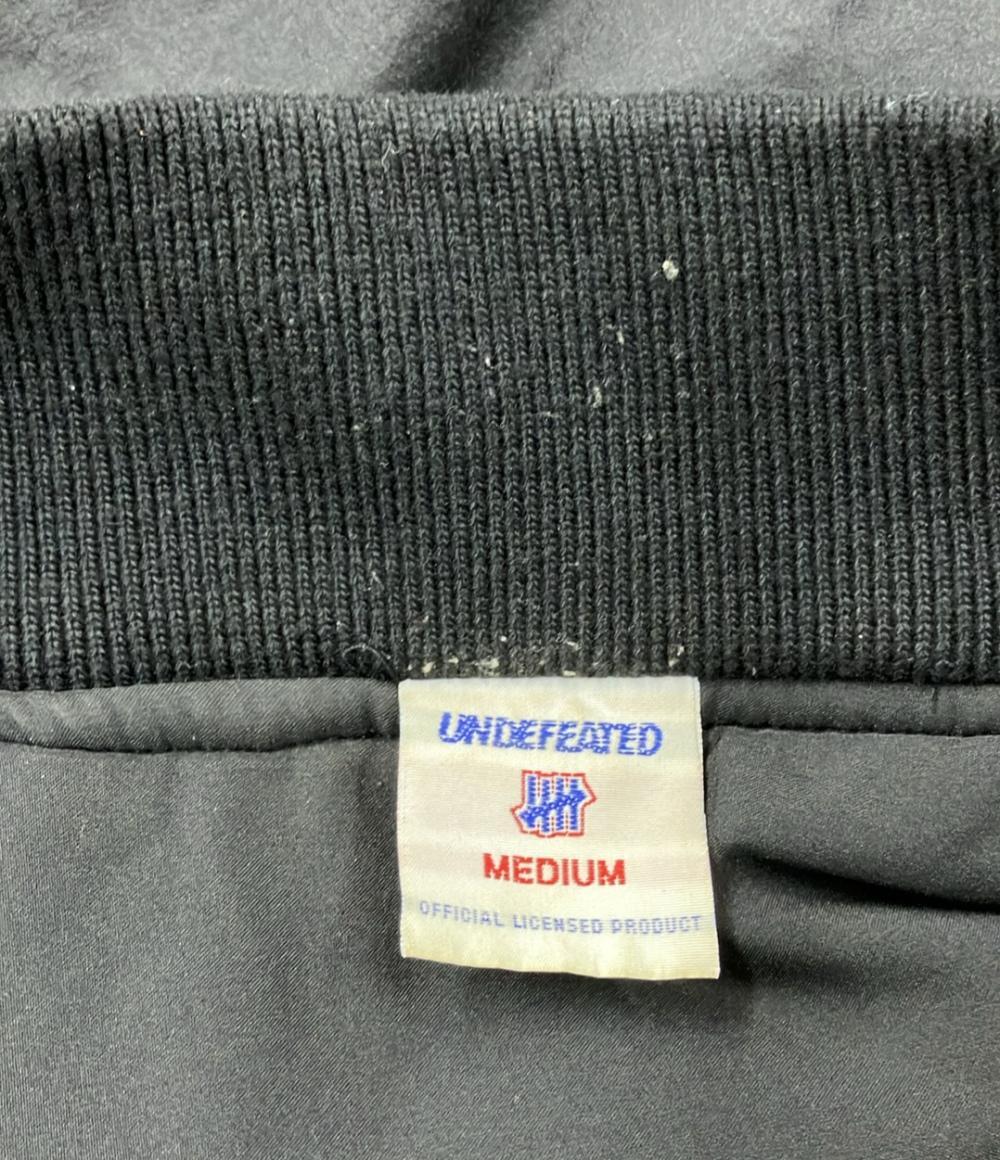 UNDEFEATED
MEDIUM
OFFICIAL LICENSED PRODUCT